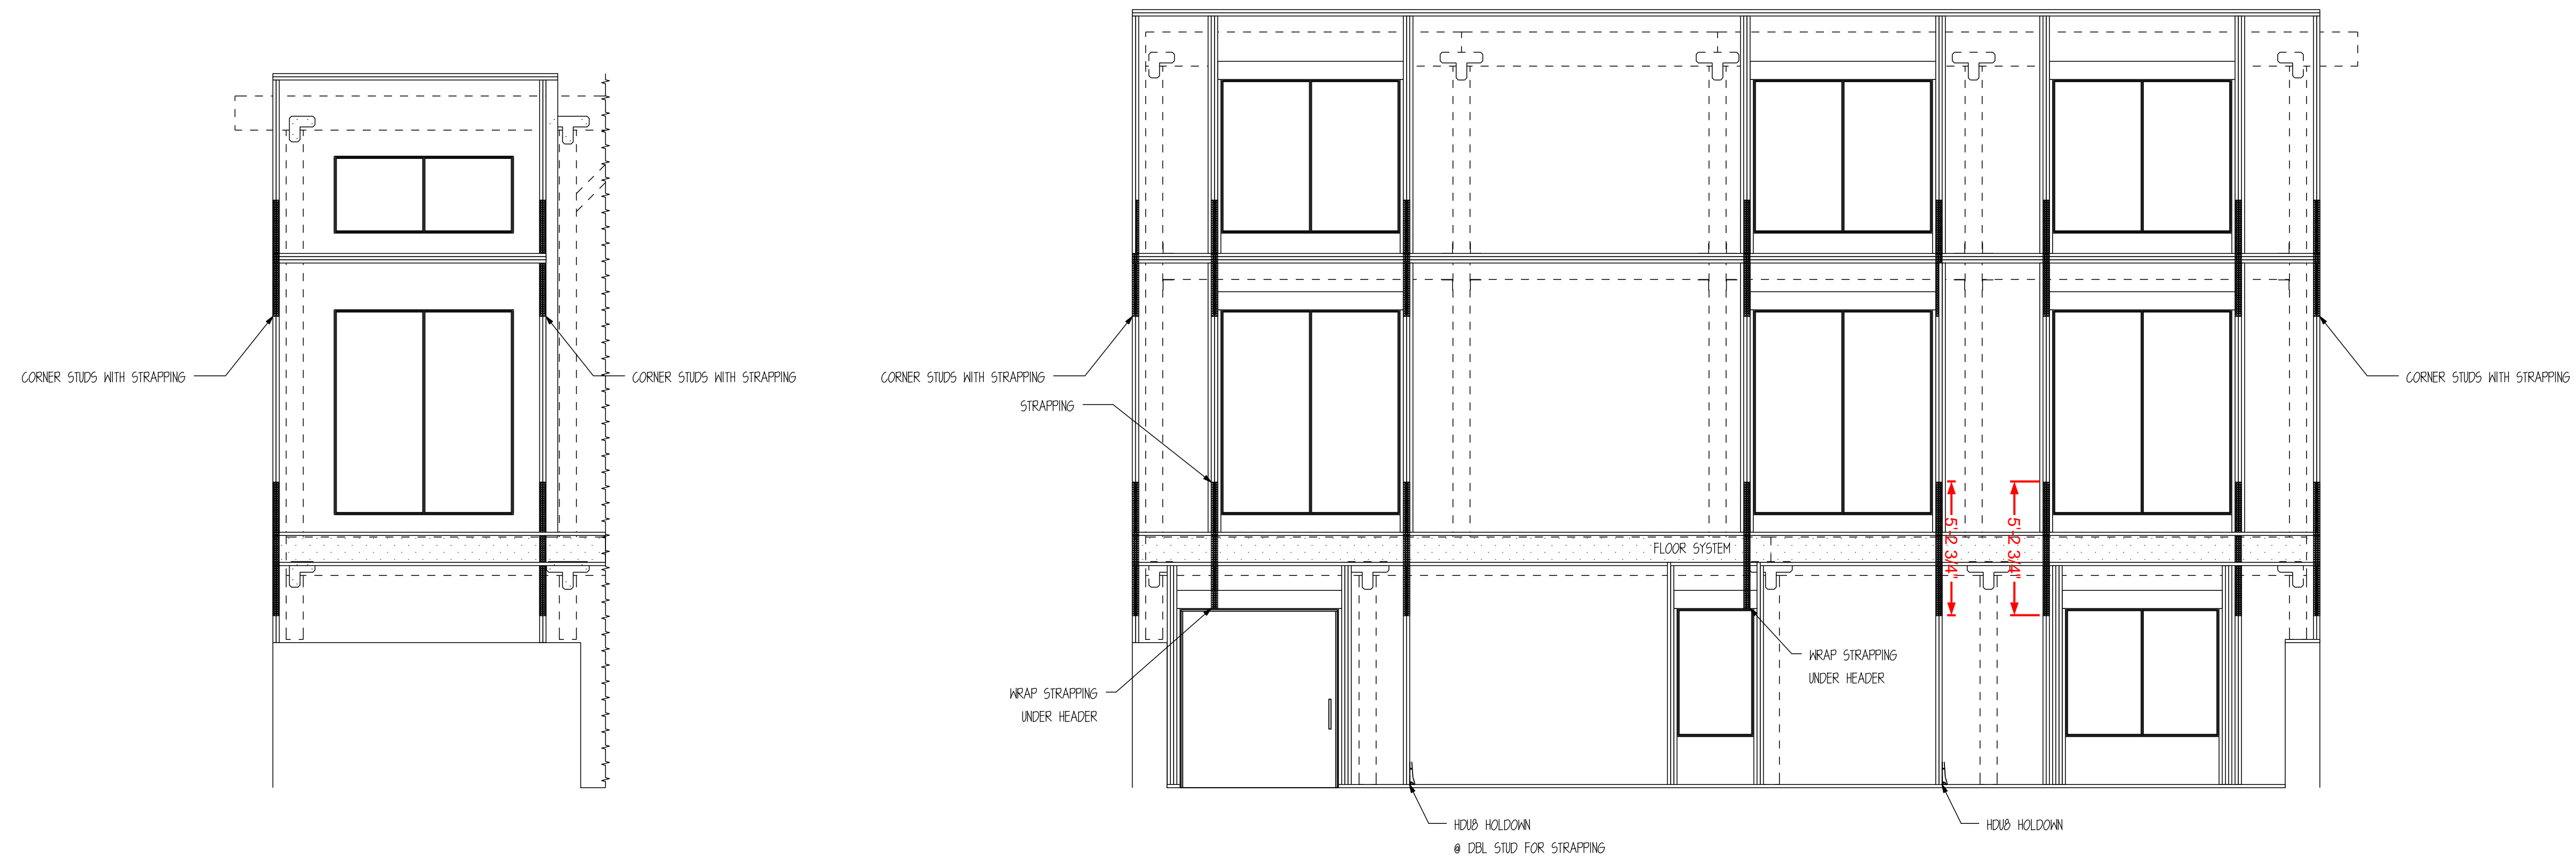 CORNER STUDS WITH STRAPPING
CORNER STUDS WITH STRAPPING
CORNER STUDS WITH STRAPPING
CORNER STUDS WITH STRAPPING
STRAPPING
5'-2 3/4"
5'-2 3/4"
FLOOR SYSTEM
WRAP STRAPPING
UNDER HEADER
WRAP STRAPPING
UNDER HEADER
HDU8 HOLDOWN
@ DBL STUD FOR STRAPPING
HDU8 HOLDOWN